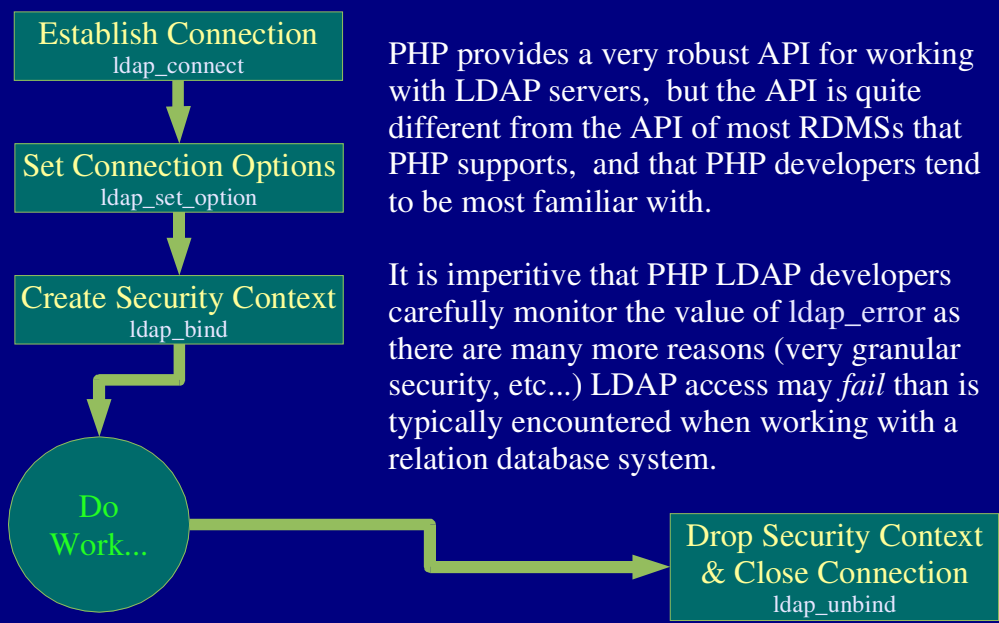 Establish Connection
ldap_connect
Set Connection Options
ldap_set_option
Create Security Context
ldap_bind
Do
Work...
PHP provides a very robust API for working
with LDAP servers,  but the API is quite
different from the API of most RDMSs that
PHP supports,  and that PHP developers tend
to be most familiar with.
It is imperitive that PHP LDAP developers
carefully monitor the value of ldap_error as
there are many more reasons (very granular
security, etc...) LDAP access may fail than is
typically encountered when working with a
relation database system.
Drop Security Context
& Close Connection
ldap_unbind